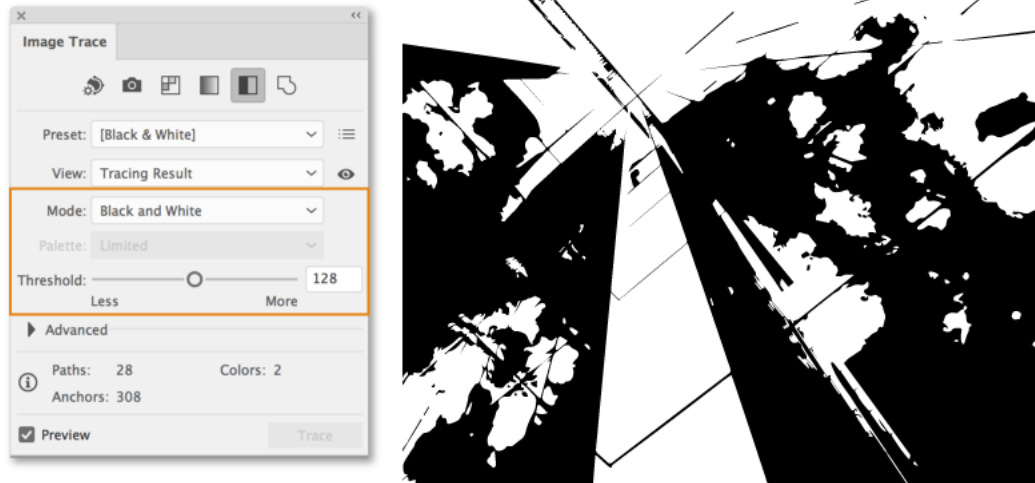 Image Trace
Preset: [Black & White]
View: Tracing Result
Mode: Black and White
Palette: Limited
Threshold: 128
Less More
Advanced
Paths: 28 Colors: 2
Anchors: 308
Preview Trace